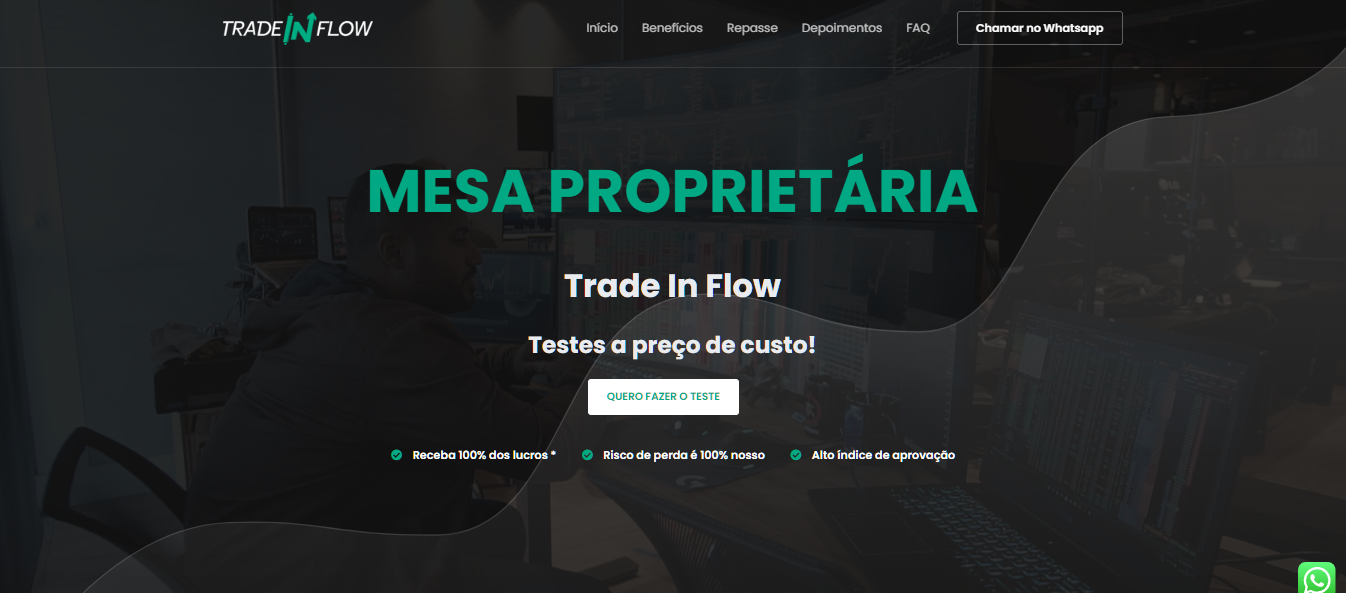 TRADE IN FLOW
Início Benefícios Repasse Depoimentos FAQ Chamar no Whatsapp
MESA PROPRIETÁRIA
Trade In Flow
Testes a preço de custo!
QUERO FAZER O TESTE
Receba 100% dos lucros * Risco de perda é 100% nosso Alto índice de aprovação